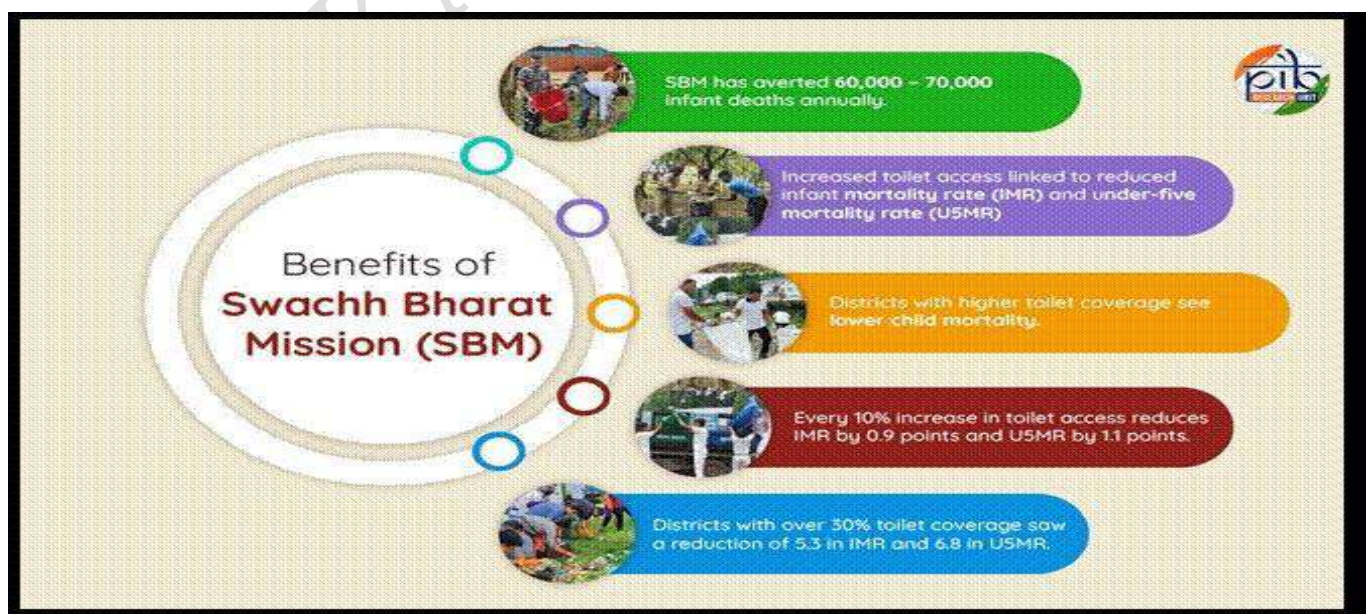 Benefits of
Swachh Bharat
Mission (SBM)
SBM has averted 60,000 – 70,000
infant deaths annually.
Increased toilet access linked to reduced
infant mortality rate (IMR) and under-five
mortality rate (U5MR)
Districts with higher toilet coverage see
lower child mortality.
Every 10% increase in toilet access reduces
IMR by 0.9 points and U5MR by 1.1 points.
Districts with over 30% toilet coverage saw
a reduction of 5.3 in IMR and 6.8 in U5MR.
pib
RESEARCH UNIT